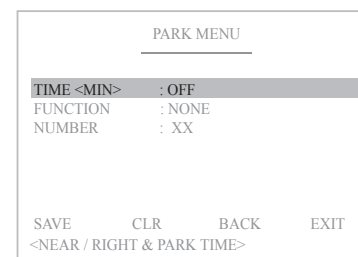 PARK MENU
TIME <MIN> : OFF
FUNCTION : NONE
NUMBER : XX
SAVE CLR BACK EXIT
<NEAR / RIGHT & PARK TIME>